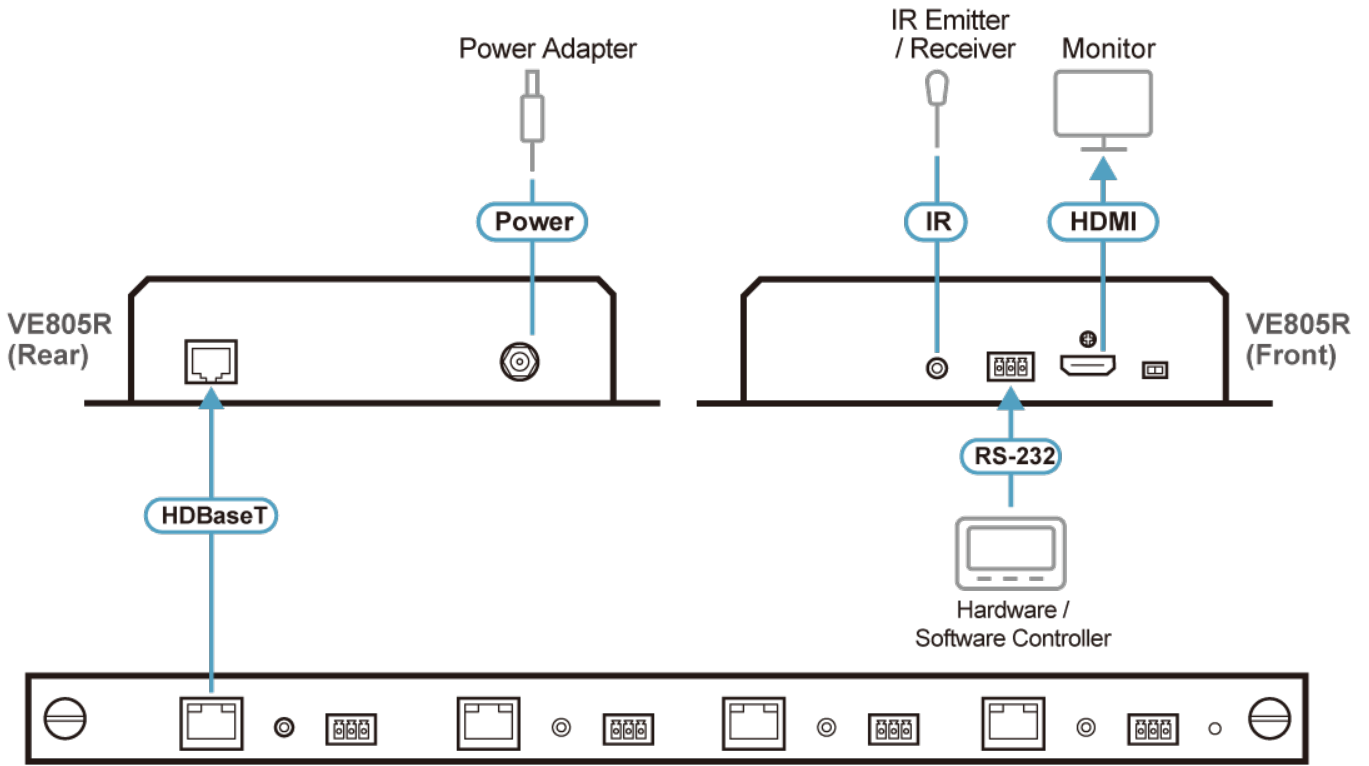 IR Emitter
/ Receiver
Power Adapter
Monitor
Power
IR
HDMI
VE805R
(Rear)
VE805R
(Front)
RS-232
HDBaseT
Hardware /
Software Controller